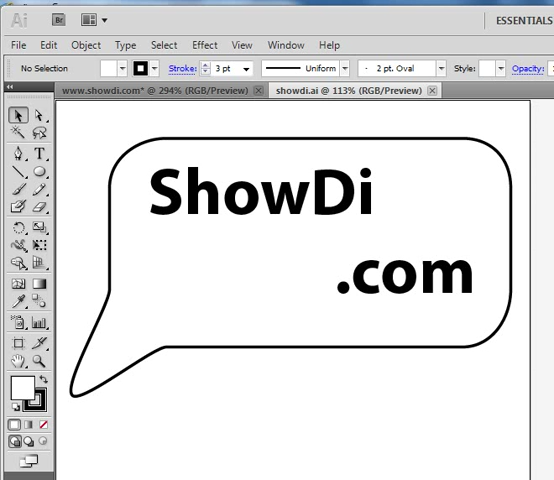 Ai Br ESSENTIALS
File Edit Object Type Select Effect View Window Help
No Selection Stroke: 3 pt Uniform 2 pt. Oval Style: Opacity:
www.showdi.com* @ 294% (RGB/Preview) showdi.ai @ 113% (RGB/Preview)
ShowDi
.com